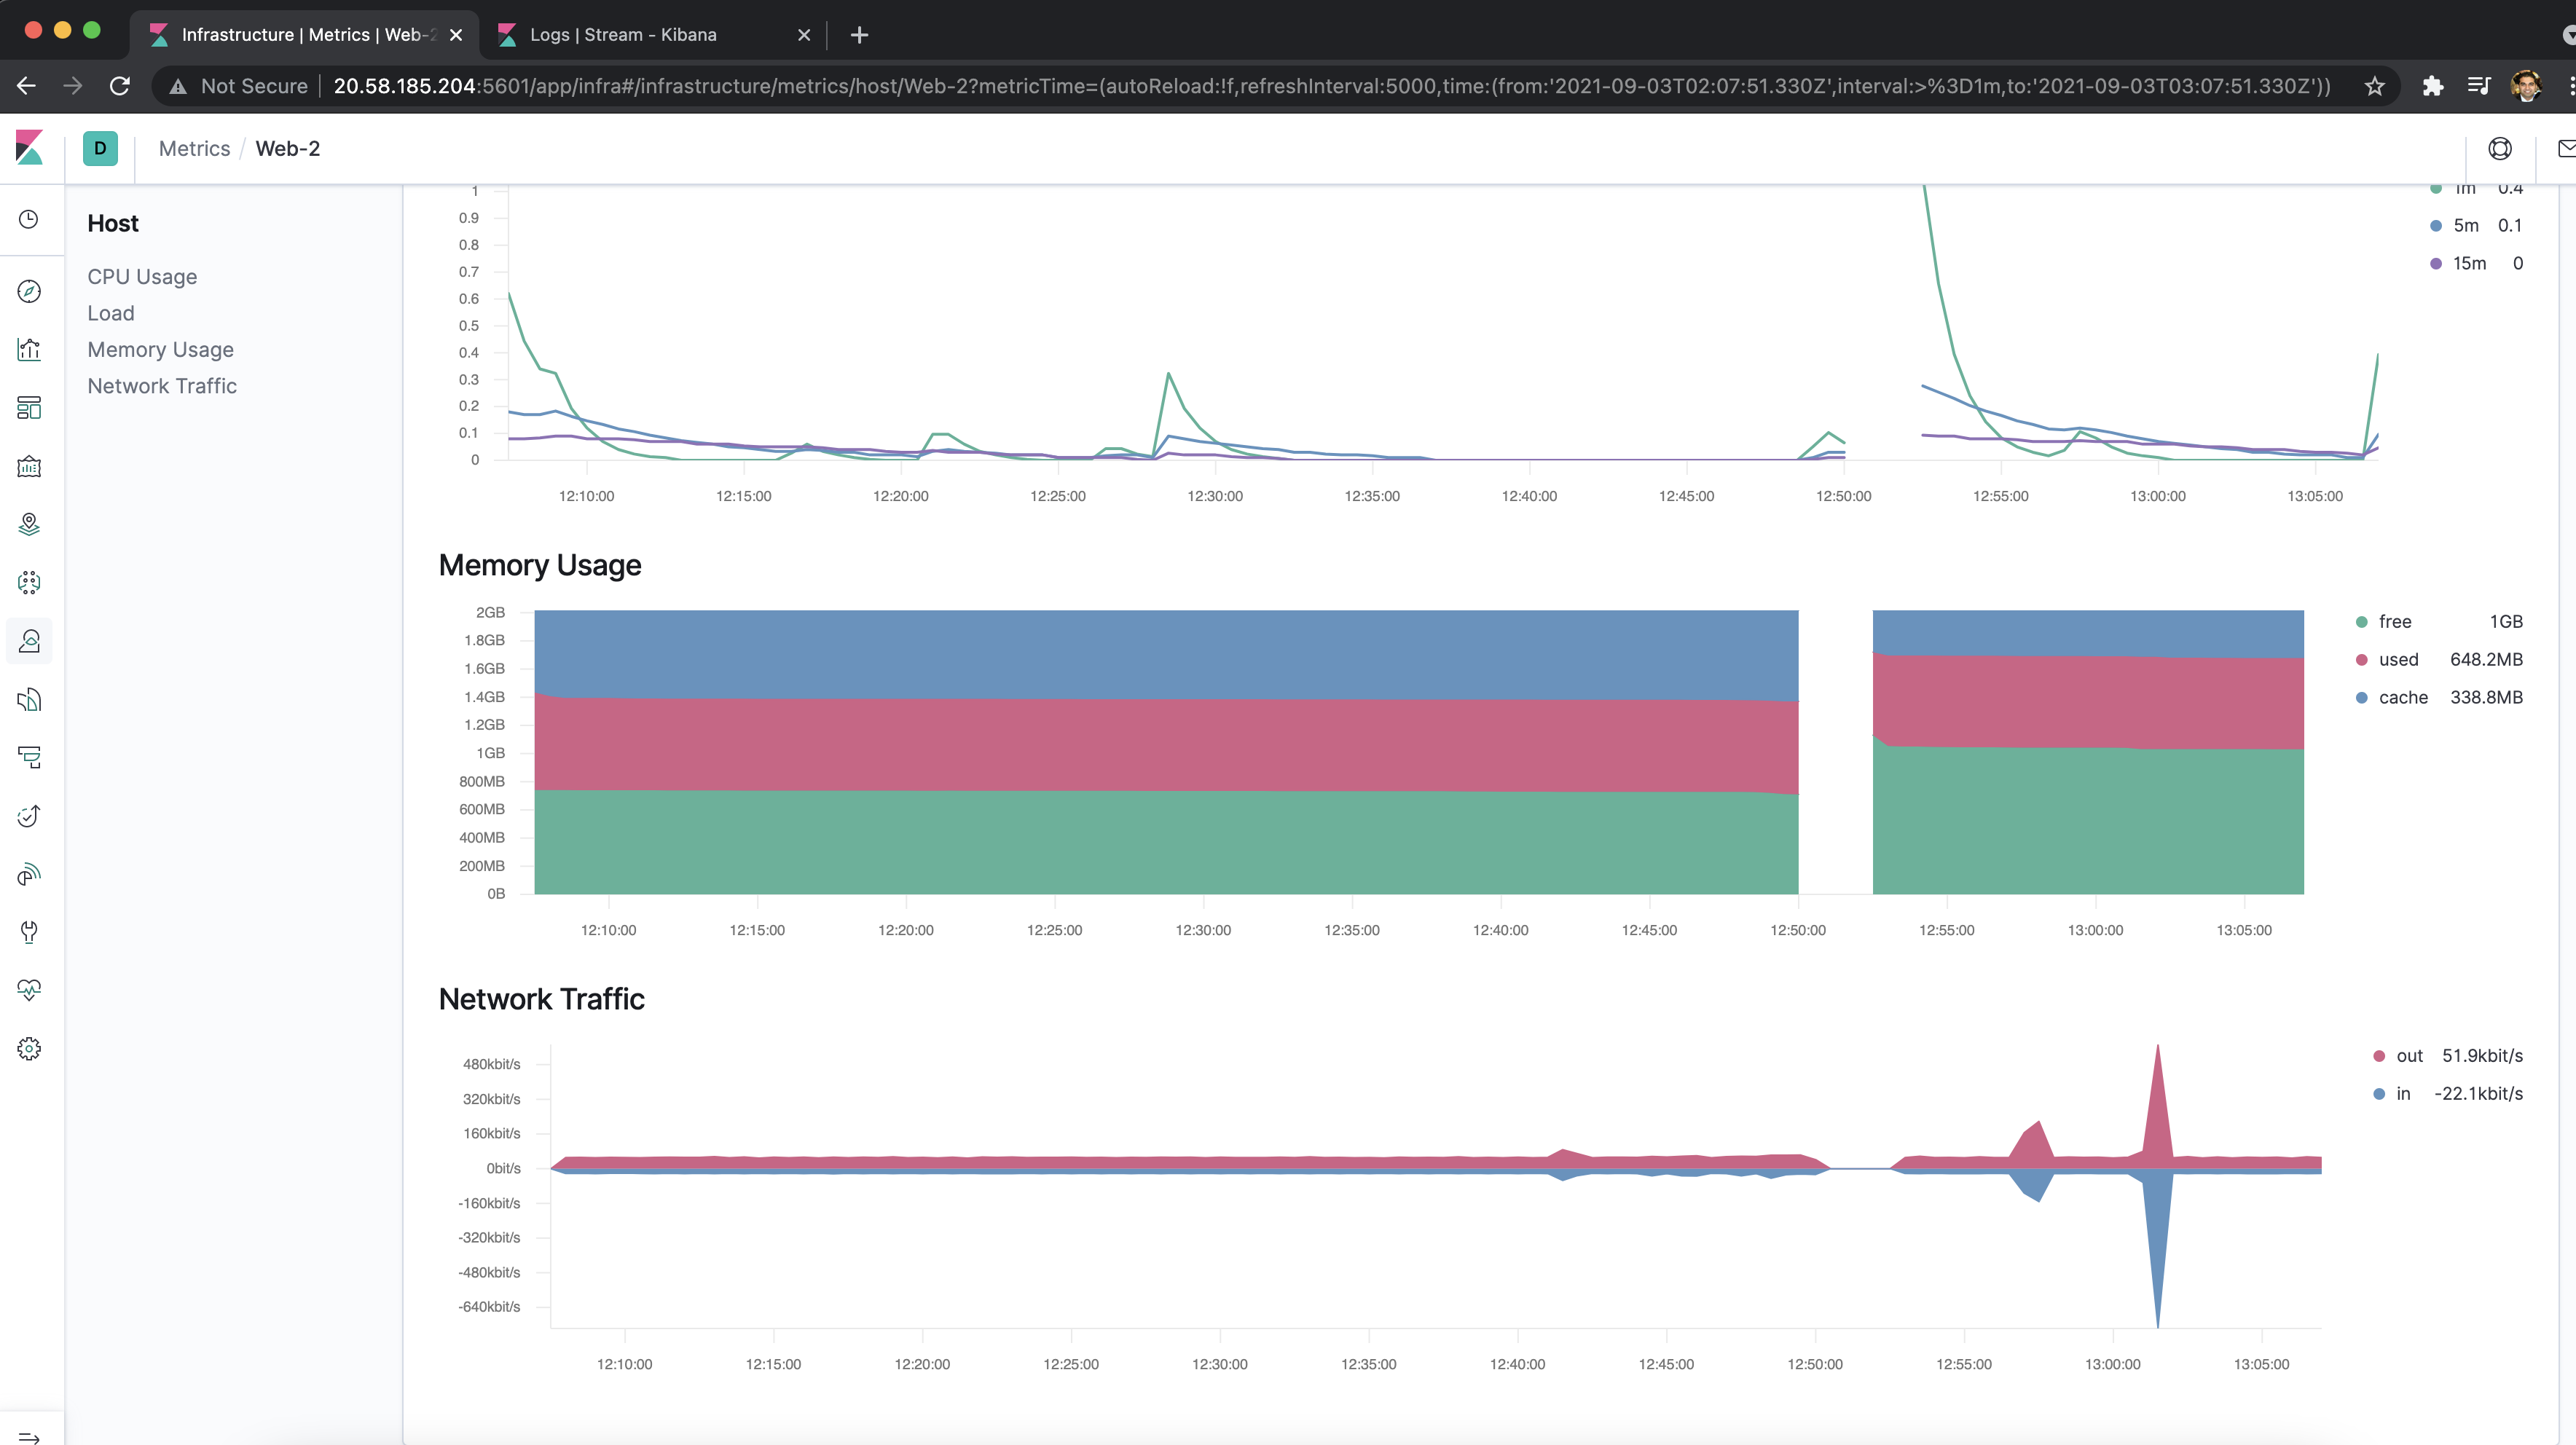 Infrastructure | Metrics | Web-2
Logs | Stream - Kibana
Not Secure | 20.58.185.204:5601/app/infra#/infrastructure/metrics/host/Web-2?metricTime=(autoReload:!f,refreshInterval:5000,time:(from:'2021-09-03T02:07:51.330Z',interval:>%3D1m,to:'2021-09-03T03:07:51.330Z'))
D
Metrics / Web-2
Host
CPU Usage
Load
Memory Usage
Network Traffic
1
0.9
0.8
0.7
0.6
0.5
0.4
0.3
0.2
0.1
0
12:10:00 12:15:00 12:20:00 12:25:00 12:30:00 12:35:00 12:40:00 12:45:00 12:50:00 12:55:00 13:00:00 13:05:00
1m 0.4
5m 0.1
15m 0
Memory Usage
2GB
1.8GB
1.6GB
1.4GB
1.2GB
1GB
800MB
600MB
400MB
200MB
0B
12:10:00 12:15:00 12:20:00 12:25:00 12:30:00 12:35:00 12:40:00 12:45:00 12:50:00 12:55:00 13:00:00 13:05:00
free 1GB
used 648.2MB
cache 338.8MB
Network Traffic
480kbit/s
320kbit/s
160kbit/s
0bit/s
-160kbit/s
-320kbit/s
-480kbit/s
-640kbit/s
12:10:00 12:15:00 12:20:00 12:25:00 12:30:00 12:35:00 12:40:00 12:45:00 12:50:00 12:55:00 13:00:00 13:05:00
out 51.9kbit/s
in -22.1kbit/s